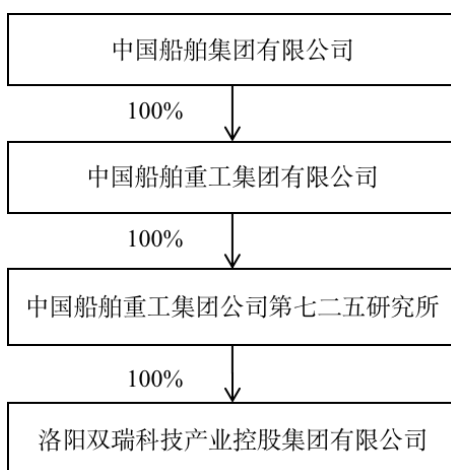 中国船舶集团有限公司
100%
中国船舶重工集团有限公司
100%
中国船舶重工集团公司第七二五研究所
100%
洛阳双瑞科技产业控股集团有限公司